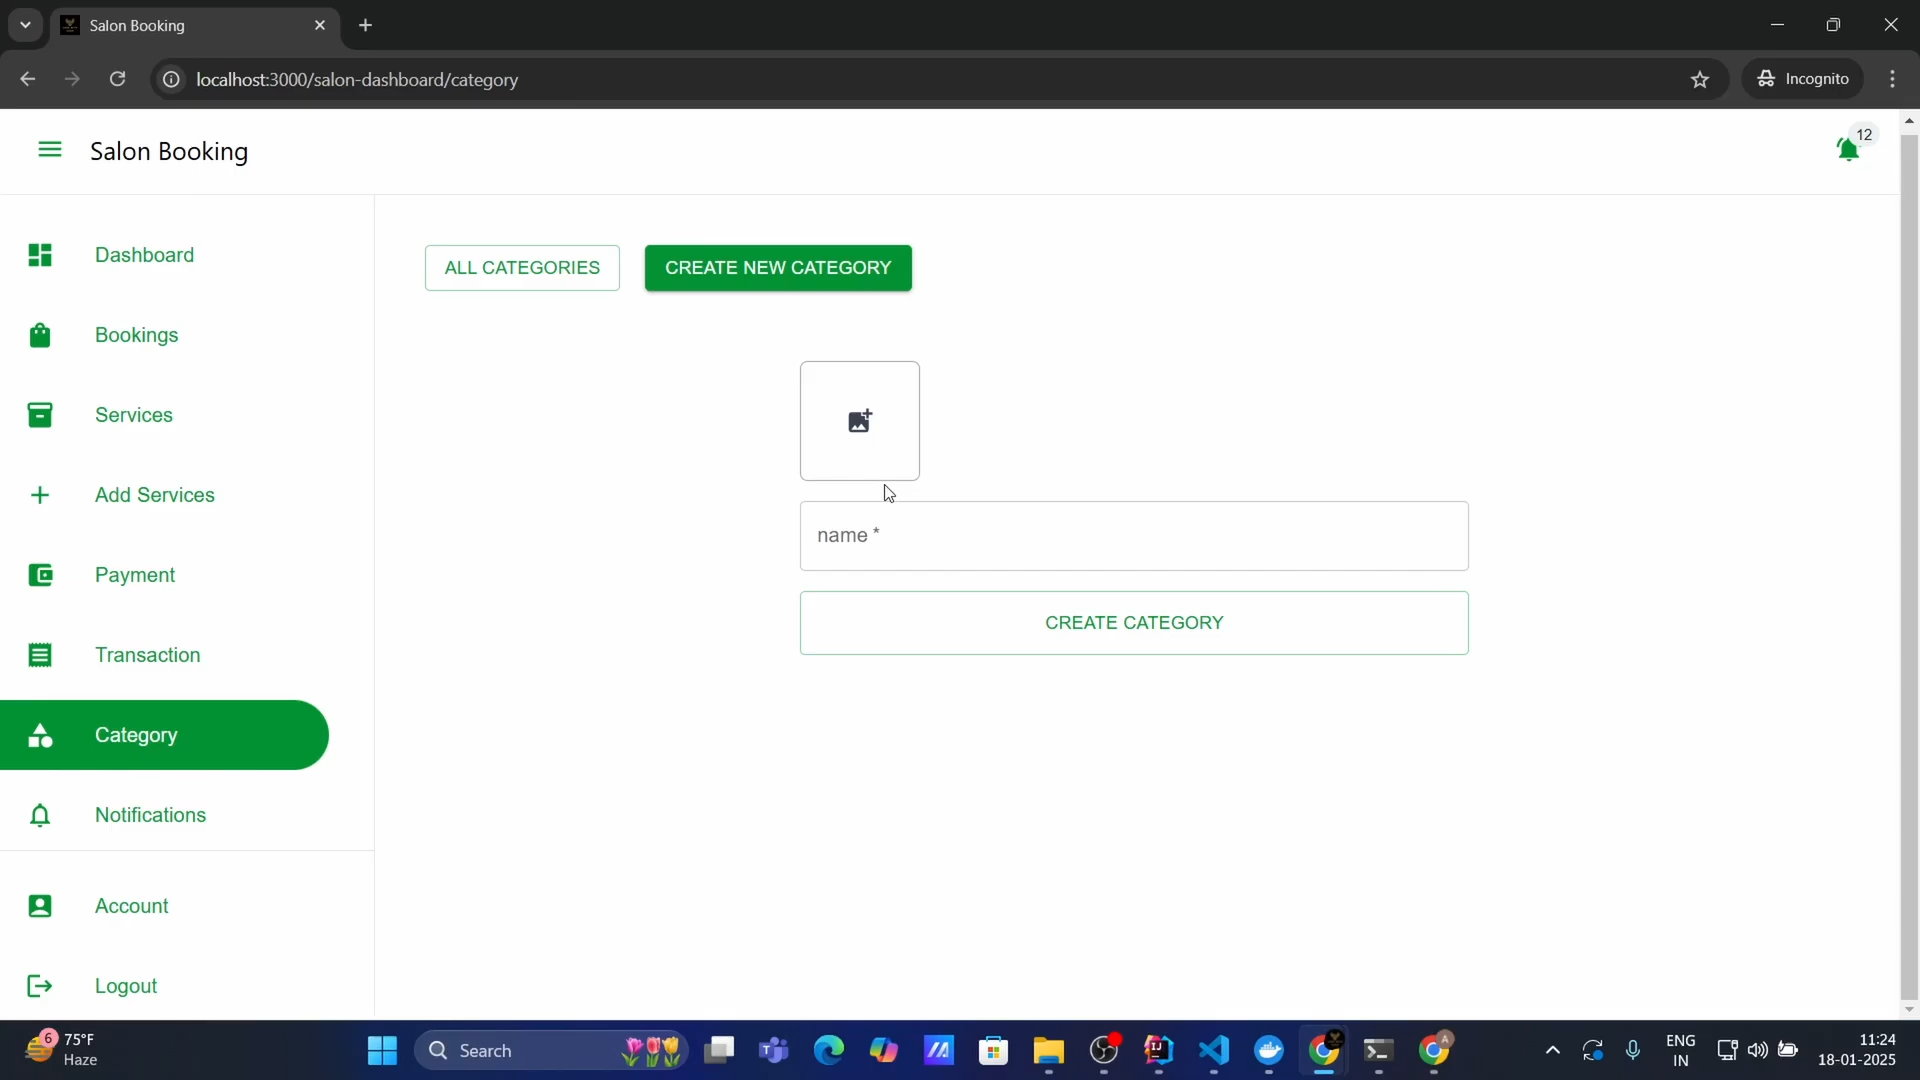 Salon Booking
localhost:3000/salon-dashboard/category
Incognito
Salon Booking
12
Dashboard
Bookings
Services
Add Services
Payment
Transaction
Category
Notifications
Account
Logout
ALL CATEGORIES
CREATE NEW CATEGORY
name *
CREATE CATEGORY
6
75°F
Haze
Search
ENG
IN
11:24
18-01-2025